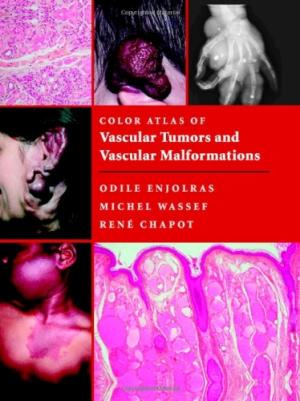 COLOR ATLAS OF
Vascular Tumors and
Vascular Malformations
ODILE ENJOLRAS
MICHEL WASSEF
RENÉ CHAPOT